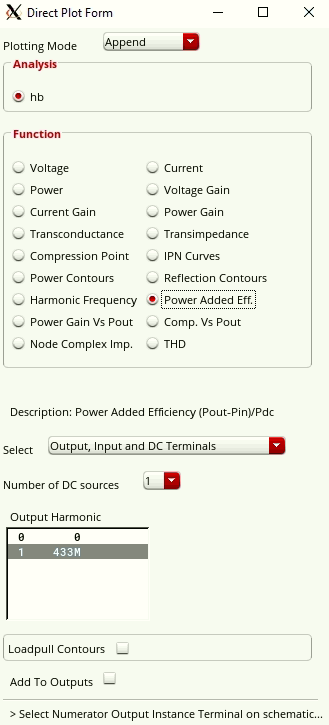 Direct Plot Form
Plotting Mode Append
Analysis
hb
Function
Voltage Current
Power Voltage Gain
Current Gain Power Gain
Transconductance Transimpedance
Compression Point IPN Curves
Power Contours Reflection Contours
Harmonic Frequency Power Added Eff.
Power Gain Vs Pout Comp. Vs Pout
Node Complex Imp. THD
Description: Power Added Efficiency (Pout-Pin)/Pdc
Select Output, Input and DC Terminals
Number of DC sources 1
Output Harmonic
0 0
1 433M
Loadpull Contours
Add To Outputs
> Select Numerator Output Instance Terminal on schematic...